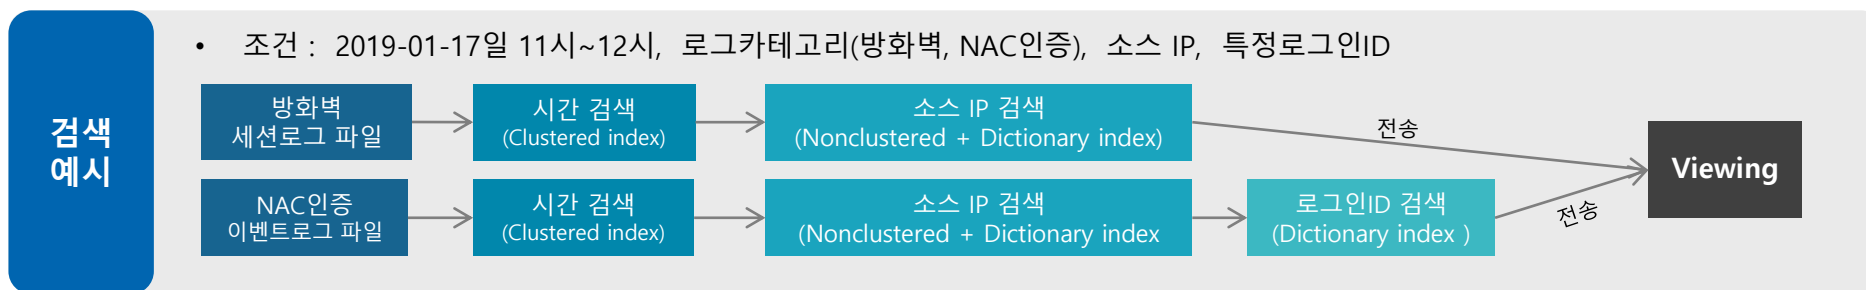 검색
예시
• 조건 : 2019-01-17일 11시~12시, 로그카테고리(방화벽, NAC인증), 소스 IP, 특정로그인ID
방화벽
세션로그 파일
시간 검색
(Clustered index)
소스 IP 검색
(Nonclustered + Dictionary index)
전송
NAC인증
이벤트로그 파일
시간 검색
(Clustered index)
소스 IP 검색
(Nonclustered + Dictionary index
로그인ID 검색
(Dictionary index )
전송
Viewing